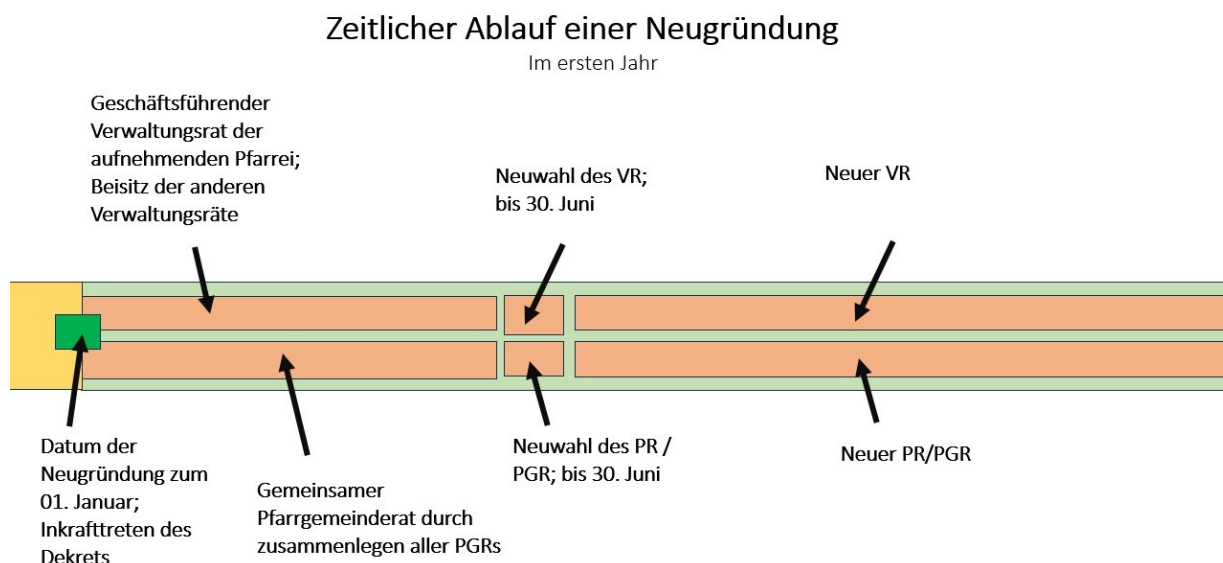 Zeitlicher Ablauf einer Neugründung
Im ersten Jahr
Geschäftsführender
Verwaltungsrat der
aufnehmenden Pfarrei;
Beisitz der anderen
Verwaltungsräte
Neuwahl des VR;
bis 30. Juni
Neuer VR
Datum der
Neugründung zum
01. Januar;
Inkrafttreten des
Dekrets
Gemeinsamer
Pfarrgemeinderat durch
zusammenlegen aller PGRs
Neuwahl des PR /
PGR; bis 30. Juni
Neuer PR/PGR